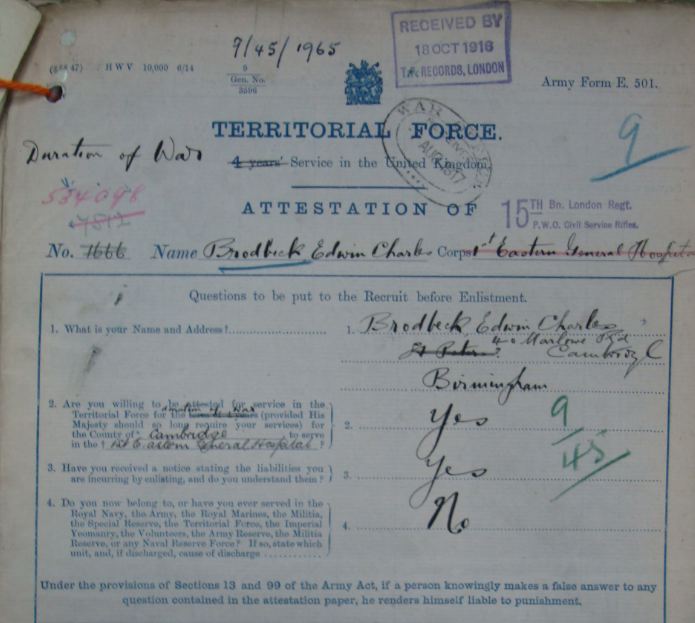 9/45/1965
RECEIVED BY
18 OCT 1916
T.F. RECORDS, LONDON
(3 58 47) H W V 10,000 6/14
9
Gen. No.
3596
Army Form E. 501.
WAR
AUG 1917
TERRITORIAL FORCE.
9
Duration of War
4 years' Service in the United Kingdom.
534098
7812
ATTESTATION OF
15TH Bn. London Regt.
P.W.O. Civil Service Rifles.
No. 1666 Name Brodbeck Edwin Charles Corps 1st Eastern General Hospital
Questions to be put to the Recruit before Enlistment.
1. What is your Name and Address?
1. Brodbeck Edwin Charles
St Peters 40 Marlowe Rd
Cambridge
Birmingham
2. Are you willing to be attested for service in the
Territorial Force for the duration of War (provided His
Majesty should so long require your services) for
the County of Cambridge to serve
in the 1st Eastern General Hospital ?
2. Yes
9
45
3. Have you received a notice stating the liabilities you
are incurring by enlisting, and do you understand them?
3. Yes
4. Do you now belong to, or have you ever served in the
Royal Navy, the Army, the Royal Marines, the Militia,
the Special Reserve, the Territorial Force, the Imperial
Yeomanry, the Volunteers, the Army Reserve, the Militia
Reserve, or any Naval Reserve Force? If so, state which
unit, and, if discharged, cause of discharge
4. No
Under the provisions of Sections 13 and 99 of the Army Act, if a person knowingly makes a false answer to any
question contained in the attestation paper, he renders himself liable to punishment.